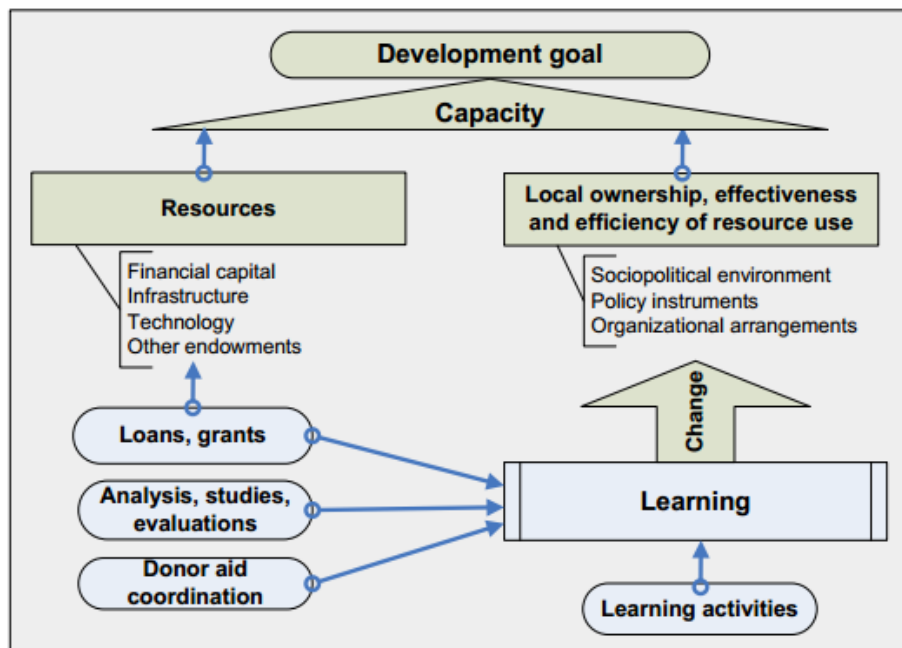 Development goal
Capacity
Resources
Local ownership, effectiveness
and efficiency of resource use
Financial capital
Infrastructure
Technology
Other endowments
Sociopolitical environment
Policy instruments
Organizational arrangements
Change
Loans, grants
Analysis, studies,
evaluations
Donor aid
coordination
Learning
Learning activities